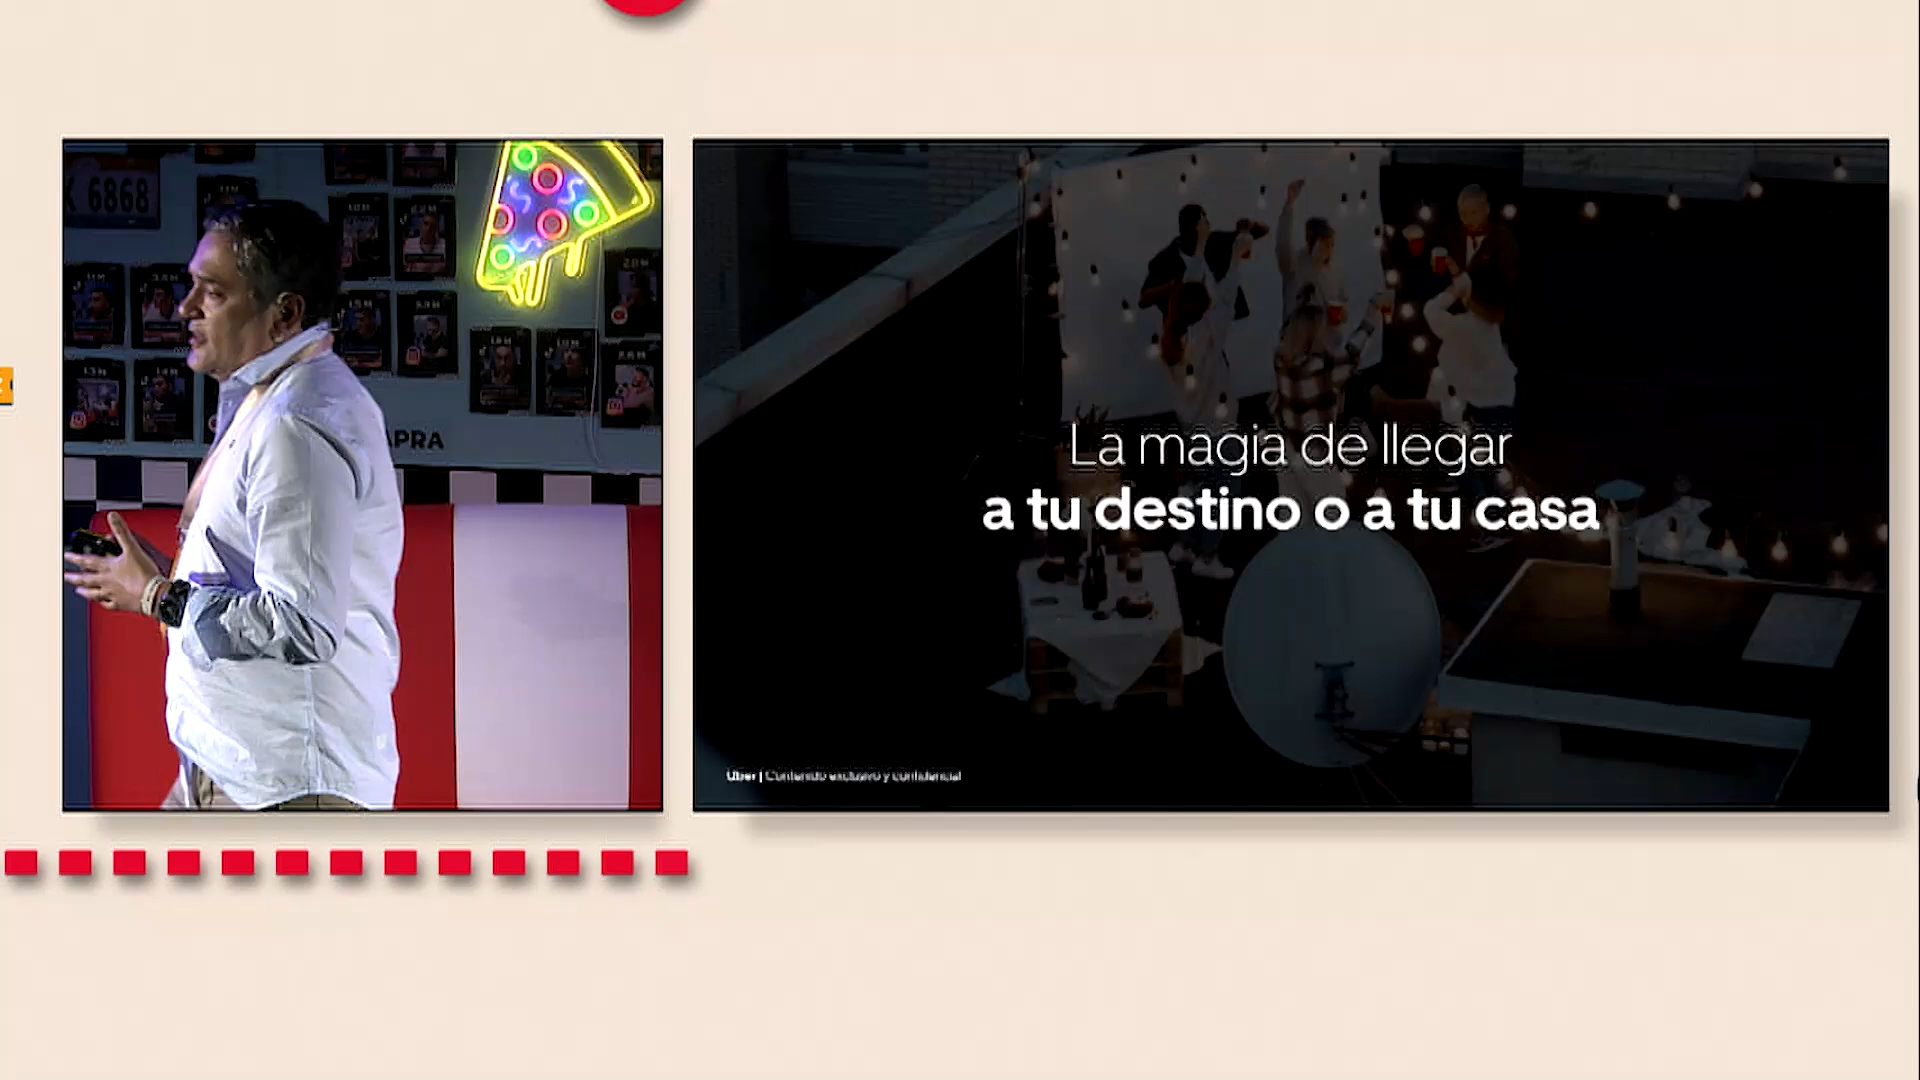 6868
APRA
La magia de llegar
a tu destino o a tu casa
Uber | Contenido exclusivo y confidencial